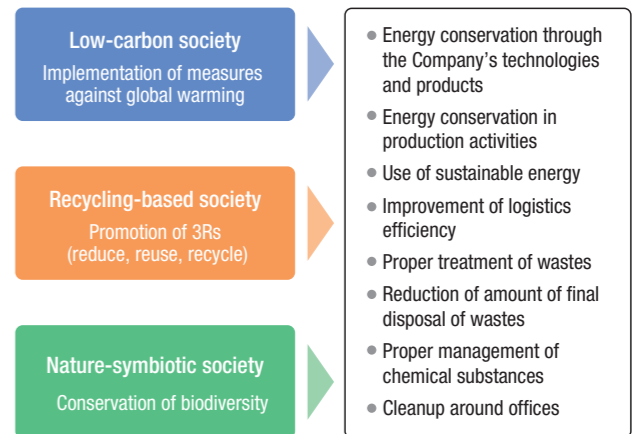 Low-carbon society
Implementation of measures
against global warming
Recycling-based society
Promotion of 3Rs
(reduce, reuse, recycle)
Nature-symbiotic society
Conservation of biodiversity
● Energy conservation through
the Company's technologies
and products
● Energy conservation in
production activities
● Use of sustainable energy
● Improvement of logistics
efficiency
● Proper treatment of wastes
● Reduction of amount of final
disposal of wastes
● Proper management of
chemical substances
● Cleanup around offices